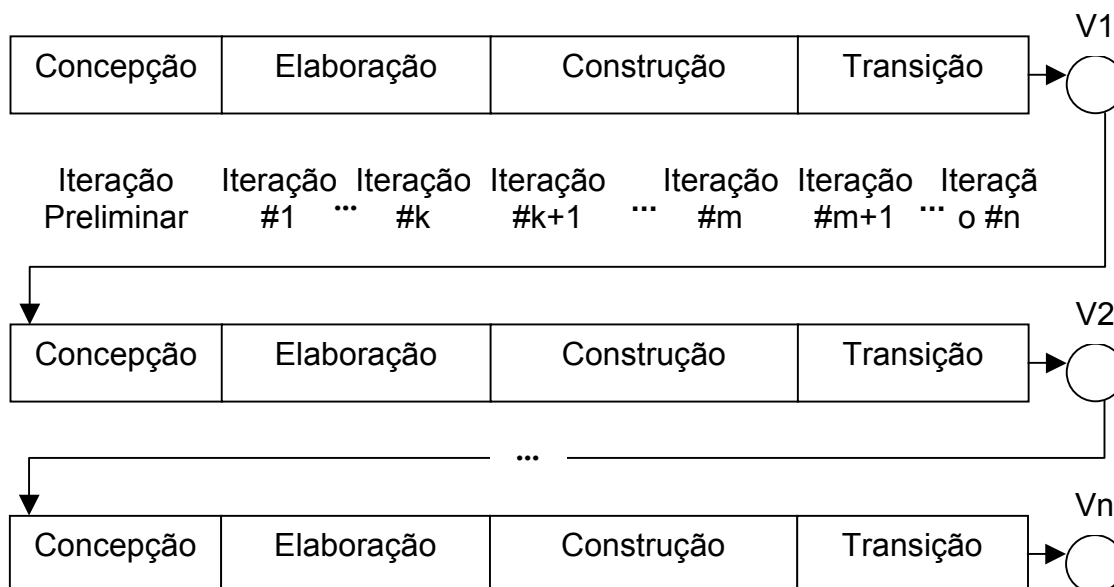 V1
Concepção Elaboração Construção Transição
Iteração Iteração Iteração Iteração Iteração Iteração Iteraçã
Preliminar #1 ... #k #k+1 ... #m #m+1 ... o #n
V2
Concepção Elaboração Construção Transição
...
Vn
Concepção Elaboração Construção Transição